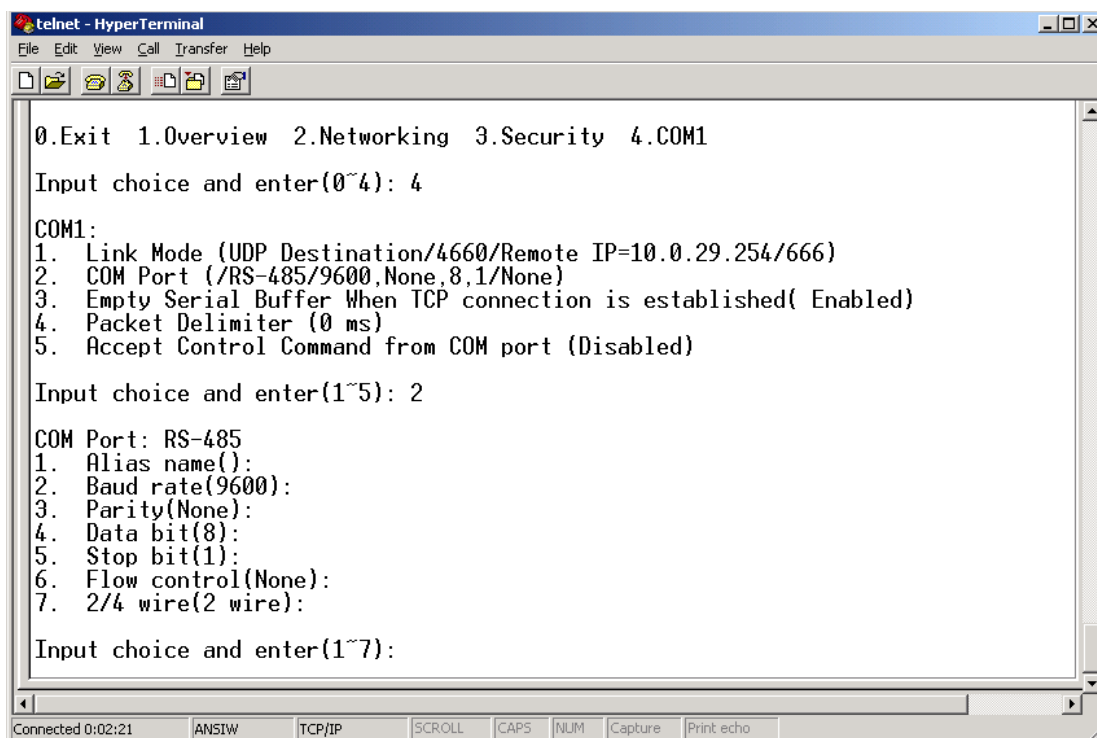 telnet - HyperTerminal
File Edit View Call Transfer Help
0.Exit 1.Overview 2.Networking 3.Security 4.COM1
Input choice and enter(0~4): 4
COM1:
1. Link Mode (UDP Destination/4660/Remote IP=10.0.29.254/666)
2. COM Port (/RS-485/9600,None,8,1/None)
3. Empty Serial Buffer When TCP connection is established( Enabled)
4. Packet Delimiter (0 ms)
5. Accept Control Command from COM port (Disabled)
Input choice and enter(1~5): 2
COM Port: RS-485
1. Alias name():
2. Baud rate(9600):
3. Parity(None):
4. Data bit(8):
5. Stop bit(1):
6. Flow control(None):
7. 2/4 wire(2 wire):
Input choice and enter(1~7):
Connected 0:02:21 ANSIW TCP/IP SCROLL CAPS NUM Capture Print echo